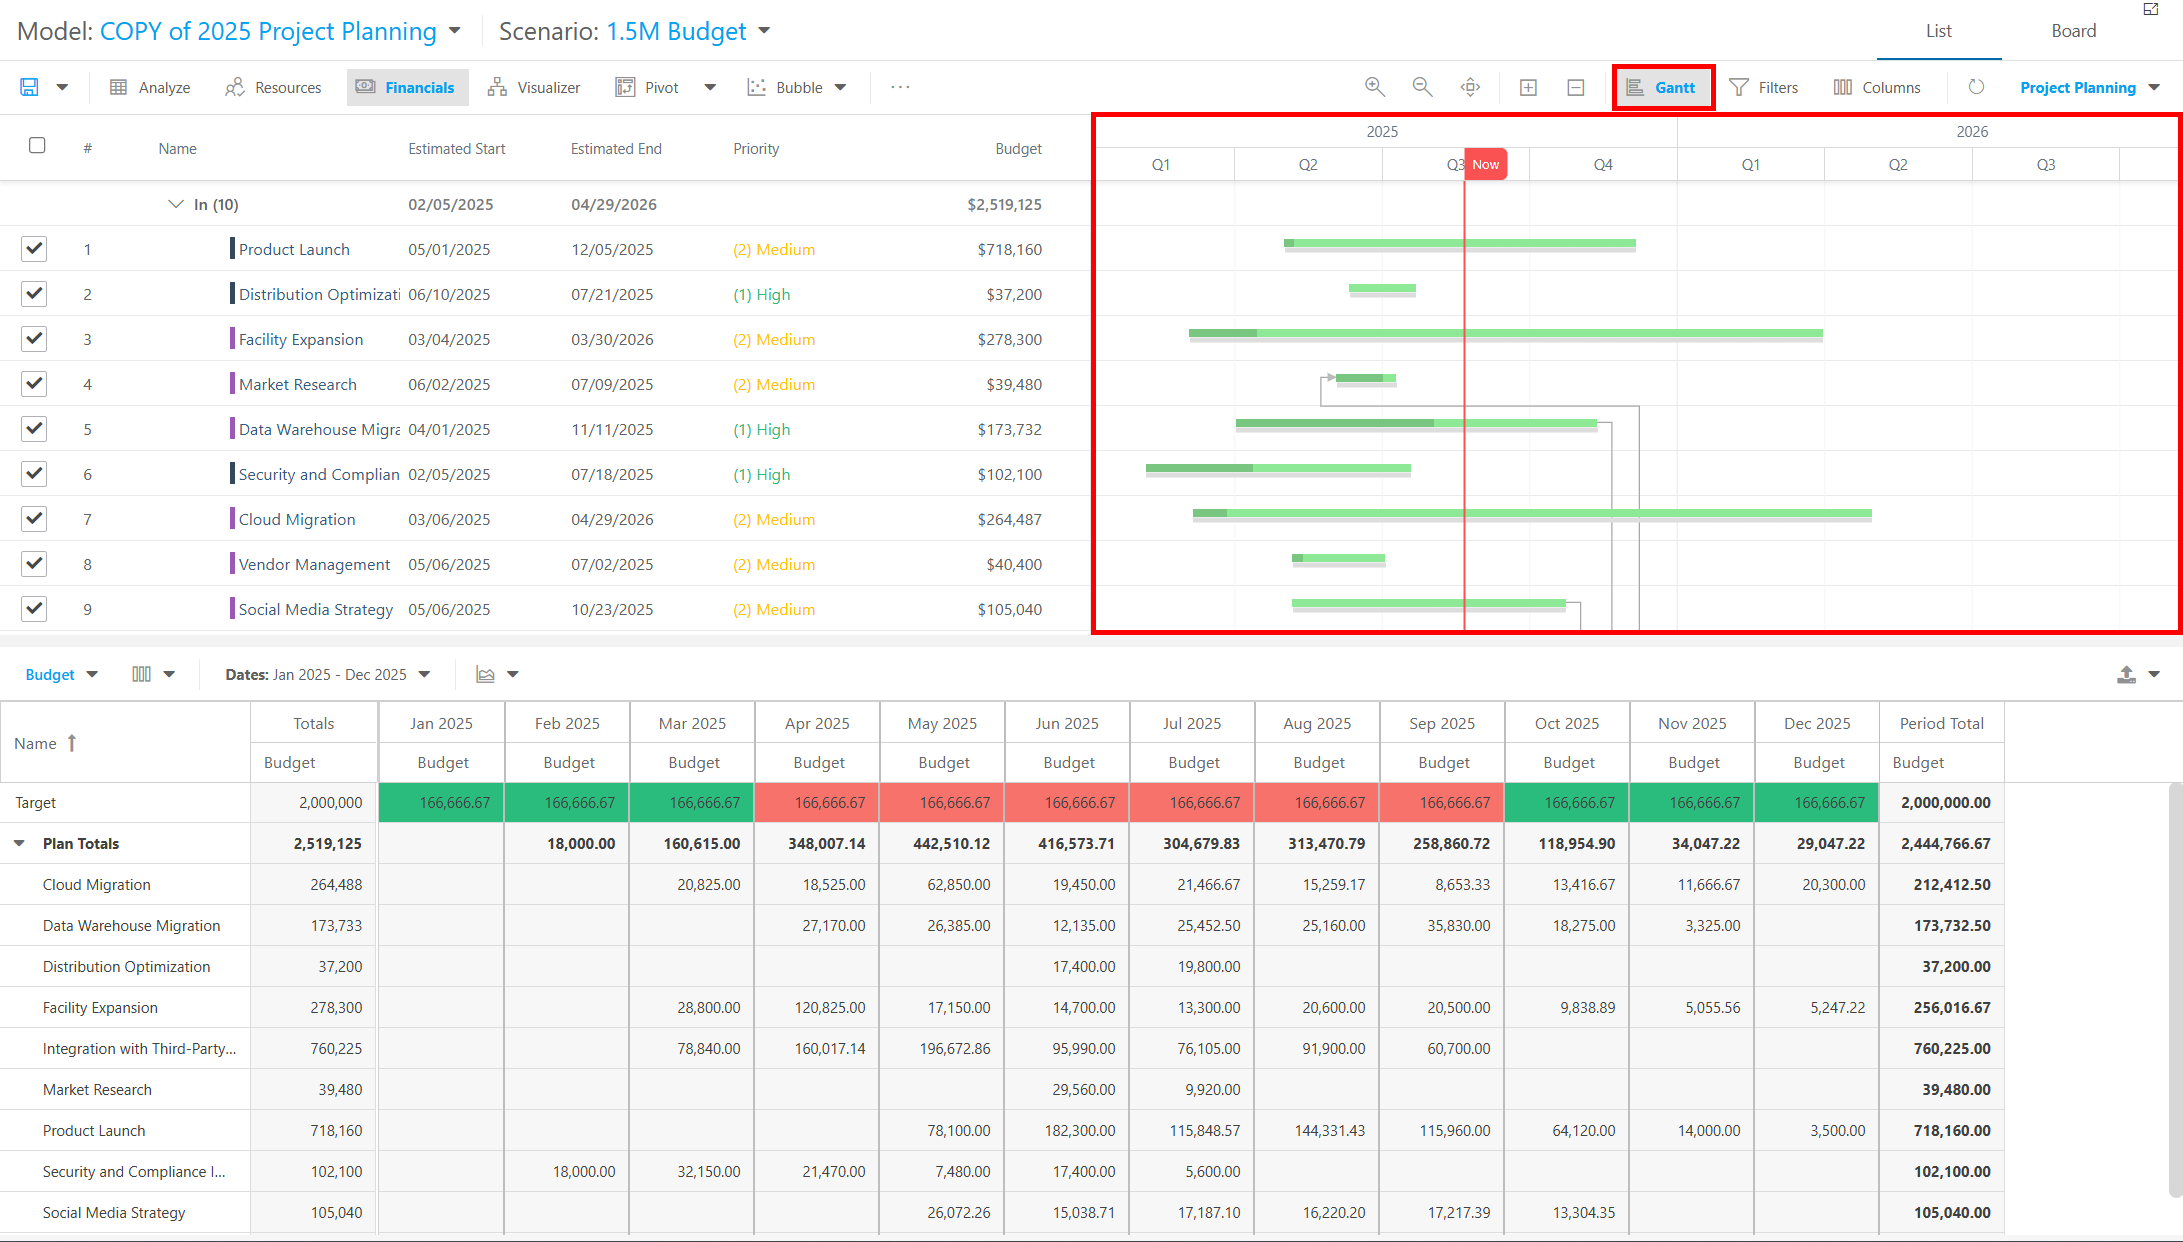 Model: COPY of 2025 Project Planning Scenario: 1.5M Budget List Board
Analyze Resources Financials Visualizer Pivot Bubble ... Gantt Filters Columns Project Planning
# Name Estimated Start Estimated End Priority Budget
2025 2026
Q1 Q2 Q3 Now Q4 Q1 Q2 Q3
In (10) 02/05/2025 04/29/2026 $2,519,125
1 Product Launch 05/01/2025 12/05/2025 (2) Medium $718,160
2 Distribution Optimizati 06/10/2025 07/21/2025 (1) High $37,200
3 Facility Expansion 03/04/2025 03/30/2026 (2) Medium $278,300
4 Market Research 06/02/2025 07/09/2025 (2) Medium $39,480
5 Data Warehouse Migra 04/01/2025 11/11/2025 (1) High $173,732
6 Security and Complian 02/05/2025 07/18/2025 (1) High $102,100
7 Cloud Migration 03/06/2025 04/29/2026 (2) Medium $264,487
8 Vendor Management 05/06/2025 07/02/2025 (2) Medium $40,400
9 Social Media Strategy 05/06/2025 10/23/2025 (2) Medium $105,040
Budget Dates: Jan 2025 - Dec 2025
Name Totals Jan 2025 Feb 2025 Mar 2025 Apr 2025 May 2025 Jun 2025 Jul 2025 Aug 2025 Sep 2025 Oct 2025 Nov 2025 Dec 2025 Period Total
Budget Budget Budget Budget Budget Budget Budget Budget Budget Budget Budget Budget Budget Budget
Target 2,000,000 166,666.67 166,666.67 166,666.67 166,666.67 166,666.67 166,666.67 166,666.67 166,666.67 166,666.67 166,666.67 166,666.67 166,666.67 2,000,000.00
Plan Totals 2,519,125 18,000.00 160,615.00 348,007.14 442,510.12 416,573.71 304,679.83 313,470.79 258,860.72 118,954.90 34,047.22 29,047.22 2,444,766.67
Cloud Migration 264,488 20,825.00 18,525.00 62,850.00 19,450.00 21,466.67 15,259.17 8,653.33 13,416.67 11,666.67 20,300.00 212,412.50
Data Warehouse Migration 173,733 27,170.00 26,385.00 12,135.00 25,452.50 25,160.00 35,830.00 18,275.00 3,325.00 173,732.50
Distribution Optimization 37,200 17,400.00 19,800.00 37,200.00
Facility Expansion 278,300 28,800.00 120,825.00 17,150.00 14,700.00 13,300.00 20,600.00 20,500.00 9,838.89 5,055.56 5,247.22 256,016.67
Integration with Third-Party... 760,225 78,840.00 160,017.14 196,672.86 95,990.00 76,105.00 91,900.00 60,700.00 760,225.00
Market Research 39,480 29,560.00 9,920.00 39,480.00
Product Launch 718,160 78,100.00 182,300.00 115,848.57 144,331.43 115,960.00 64,120.00 14,000.00 3,500.00 718,160.00
Security and Compliance I... 102,100 18,000.00 32,150.00 21,470.00 7,480.00 17,400.00 5,600.00 102,100.00
Social Media Strategy 105,040 26,072.26 15,038.71 17,187.10 16,220.20 17,217.39 13,304.35 105,040.00